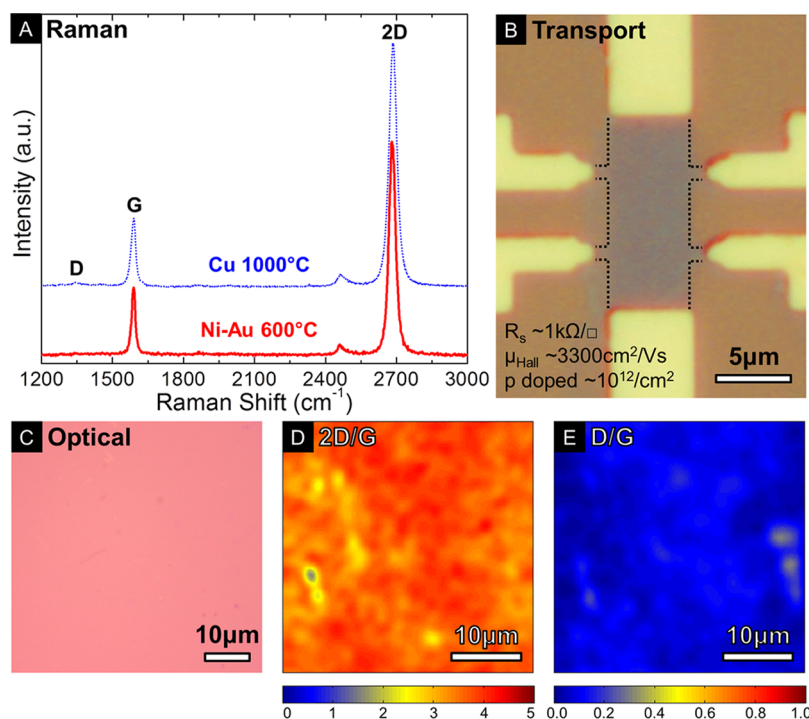 A Raman
2D
G
D
Cu 1000°C
Ni-Au 600°C
Intensity (a.u.)
1200 1500 1800 2100 2400 2700 3000
Raman Shift (cm⁻¹)
B Transport
Rₛ ~1kΩ/□
μHall ~3300cm²/Vs
p doped ~10¹²/cm²
5μm
C Optical
10μm
D 2D/G
10μm
0 1 2 3 4 5
E D/G
10μm
0.0 0.2 0.4 0.6 0.8 1.0